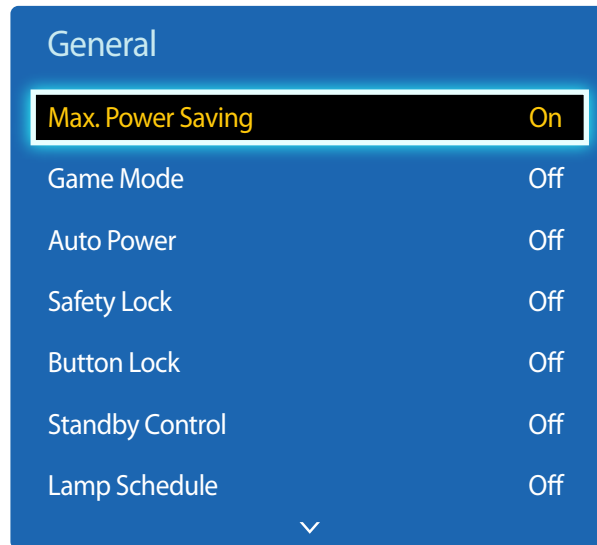 General
Max. Power Saving On
Game Mode Off
Auto Power Off
Safety Lock Off
Button Lock Off
Standby Control Off
Lamp Schedule Off